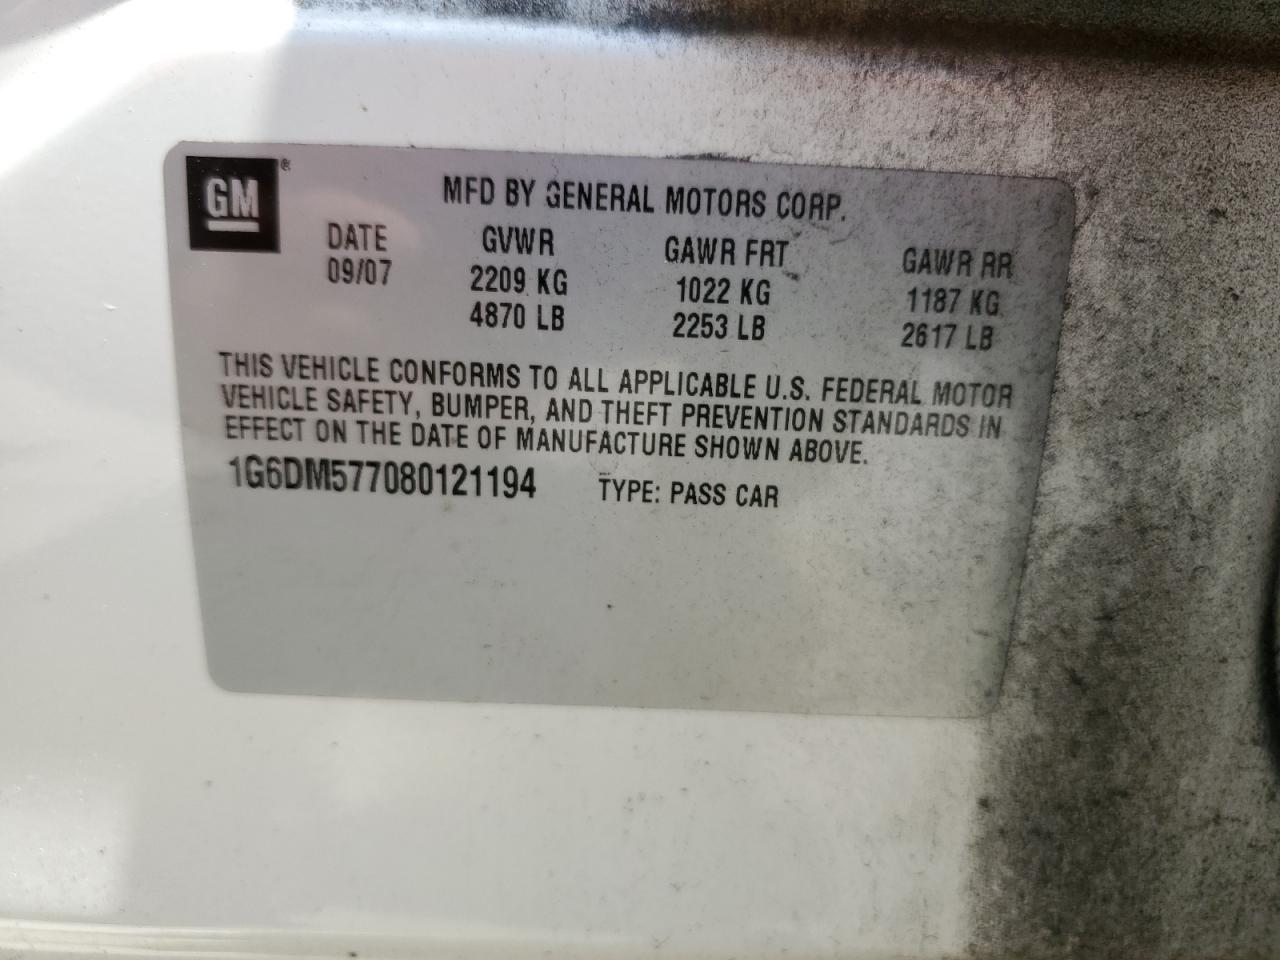 GM®
MFD BY GENERAL MOTORS CORP.
DATE GVWR GAWR FRT GAWR RR
09/07 2209 KG 1022 KG 1187 KG
4870 LB 2253 LB 2617 LB
THIS VEHICLE CONFORMS TO ALL APPLICABLE U.S. FEDERAL MOTOR
VEHICLE SAFETY, BUMPER, AND THEFT PREVENTION STANDARDS IN
EFFECT ON THE DATE OF MANUFACTURE SHOWN ABOVE.
1G6DM577080121194 TYPE: PASS CAR